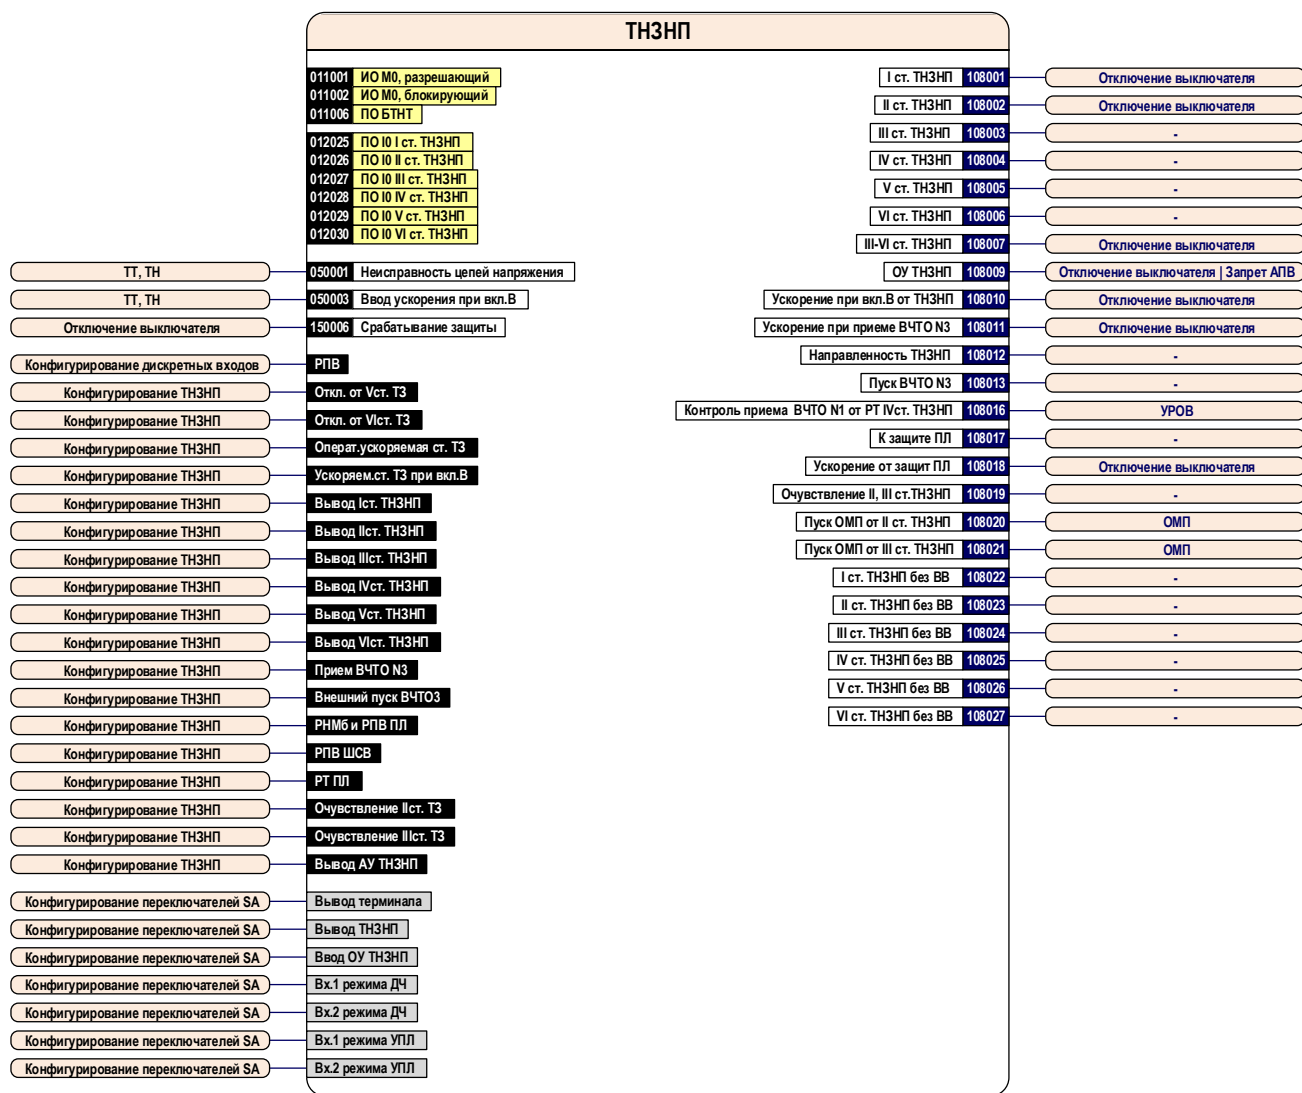 ТНЗНП
011001 ИО М0, разрешающий
011002 ИО М0, блокирующий
011006 ПО БТНТ
012025 ПО I0 I ст. ТНЗНП
012026 ПО I0 II ст. ТНЗНП
012027 ПО I0 III ст. ТНЗНП
012028 ПО I0 IV ст. ТНЗНП
012029 ПО I0 V ст. ТНЗНП
012030 ПО I0 VI ст. ТНЗНП
ТТ, ТН 050001 Неисправность цепей напряжения
ТТ, ТН 050003 Ввод ускорения при вкл.В
Отключение выключателя 150006 Срабатывание защиты
Конфигурирование дискретных входов РПВ
Конфигурирование ТНЗНП Откл. от Vст. ТЗ
Конфигурирование ТНЗНП Откл. от VIст. ТЗ
Конфигурирование ТНЗНП Операт.ускоряемая ст. ТЗ
Конфигурирование ТНЗНП Ускоряем.ст. ТЗ при вкл.В
Конфигурирование ТНЗНП Вывод Iст. ТНЗНП
Конфигурирование ТНЗНП Вывод IIст. ТНЗНП
Конфигурирование ТНЗНП Вывод IIIст. ТНЗНП
Конфигурирование ТНЗНП Вывод IVст. ТНЗНП
Конфигурирование ТНЗНП Вывод Vст. ТНЗНП
Конфигурирование ТНЗНП Вывод VIст. ТНЗНП
Конфигурирование ТНЗНП Прием ВЧТО N3
Конфигурирование ТНЗНП Внешний пуск ВЧТО3
Конфигурирование ТНЗНП РНМб и РПВ ПЛ
Конфигурирование ТНЗНП РПВ ШСВ
Конфигурирование ТНЗНП РТ ПЛ
Конфигурирование ТНЗНП Очувствление IIст. ТЗ
Конфигурирование ТНЗНП Очувствление IIIст. ТЗ
Конфигурирование ТНЗНП Вывод АУ ТНЗНП
Конфигурирование переключателей SA Вывод терминала
Конфигурирование переключателей SA Вывод ТНЗНП
Конфигурирование переключателей SA Ввод ОУ ТНЗНП
Конфигурирование переключателей SA Вх.1 режима ДЧ
Конфигурирование переключателей SA Вх.2 режима ДЧ
Конфигурирование переключателей SA Вх.1 режима УПЛ
Конфигурирование переключателей SA Вх.2 режима УПЛ
I ст. ТНЗНП 108001 Отключение выключателя
II ст. ТНЗНП 108002 Отключение выключателя
III ст. ТНЗНП 108003 -
IV ст. ТНЗНП 108004 -
V ст. ТНЗНП 108005 -
VI ст. ТНЗНП 108006 -
III-VI ст. ТНЗНП 108007 Отключение выключателя
ОУ ТНЗНП 108009 Отключение выключателя | Запрет АПВ
Ускорение при вкл.В от ТНЗНП 108010 Отключение выключателя
Ускорение при приеме ВЧТО N3 108011 Отключение выключателя
Направленность ТНЗНП 108012 -
Пуск ВЧТО N3 108013 -
Контроль приема ВЧТО N1 от РТ IVст. ТНЗНП 108016 УРОВ
К защите ПЛ 108017 -
Ускорение от защит ПЛ 108018 Отключение выключателя
Очувствление II, III ст.ТНЗНП 108019 -
Пуск ОМП от II ст. ТНЗНП 108020 ОМП
Пуск ОМП от III ст. ТНЗНП 108021 ОМП
I ст. ТНЗНП без ВВ 108022 -
II ст. ТНЗНП без ВВ 108023 -
III ст. ТНЗНП без ВВ 108024 -
IV ст. ТНЗНП без ВВ 108025 -
V ст. ТНЗНП без ВВ 108026 -
VI ст. ТНЗНП без ВВ 108027 -